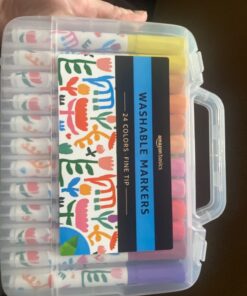 amazon basics
WASHABLE MARKERS
24 COLORS FINE TIP